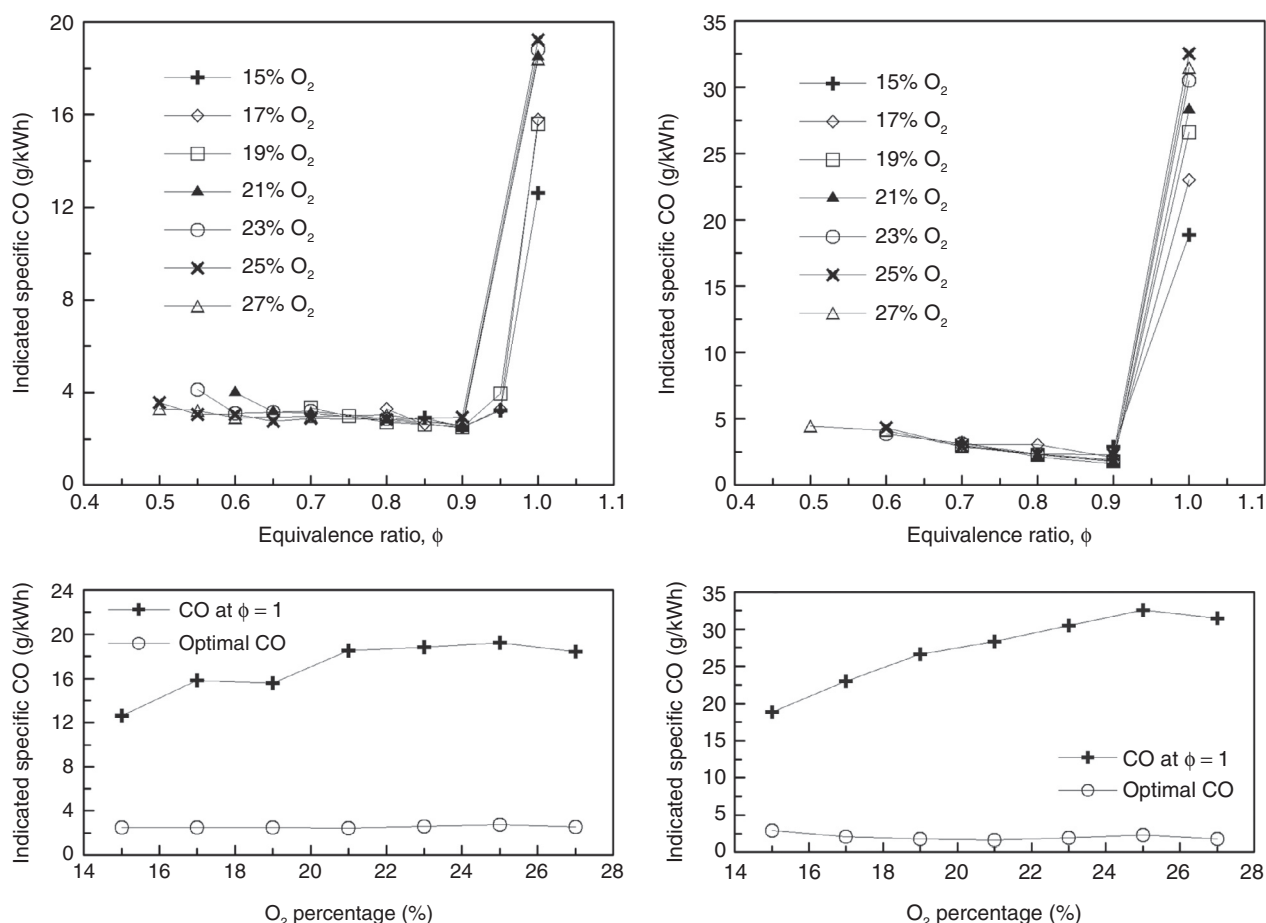 20
16
12
8
4
0
Indicated specific CO (g/kWh)
15% O₂
17% O₂
19% O₂
21% O₂
23% O₂
25% O₂
27% O₂
0.4 0.5 0.6 0.7 0.8 0.9 1.0 1.1
Equivalence ratio, ϕ
35
30
25
20
15
10
5
0
Indicated specific CO (g/kWh)
15% O₂
17% O₂
19% O₂
21% O₂
23% O₂
25% O₂
27% O₂
0.4 0.5 0.6 0.7 0.8 0.9 1.0 1.1
Equivalence ratio, ϕ
24
20
16
12
8
4
0
Indicated specific CO (g/kWh)
CO at ϕ = 1
Optimal CO
14 16 18 20 22 24 26 28
O₂ percentage (%)
35
30
25
20
15
10
5
0
Indicated specific CO (g/kWh)
CO at ϕ = 1
Optimal CO
14 16 18 20 22 24 26 28
O₂ percentage (%)